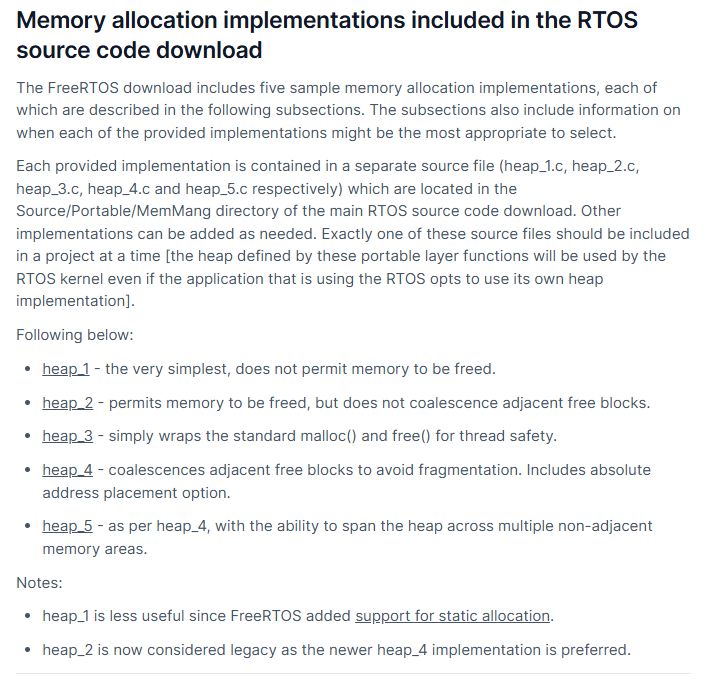 Memory allocation implementations included in the RTOS
source code download
The FreeRTOS download includes five sample memory allocation implementations, each of
which are described in the following subsections. The subsections also include information on
when each of the provided implementations might be the most appropriate to select.
Each provided implementation is contained in a separate source file (heap_1.c, heap_2.c,
heap_3.c, heap_4.c and heap_5.c respectively) which are located in the
Source/Portable/MemMang directory of the main RTOS source code download. Other
implementations can be added as needed. Exactly one of these source files should be included
in a project at a time [the heap defined by these portable layer functions will be used by the
RTOS kernel even if the application that is using the RTOS opts to use its own heap
implementation].
Following below:
• heap_1 - the very simplest, does not permit memory to be freed.
• heap_2 - permits memory to be freed, but does not coalescence adjacent free blocks.
• heap_3 - simply wraps the standard malloc() and free() for thread safety.
• heap_4 - coalescences adjacent free blocks to avoid fragmentation. Includes absolute
address placement option.
• heap_5 - as per heap_4, with the ability to span the heap across multiple non-adjacent
memory areas.
Notes:
• heap_1 is less useful since FreeRTOS added support for static allocation.
• heap_2 is now considered legacy as the newer heap_4 implementation is preferred.